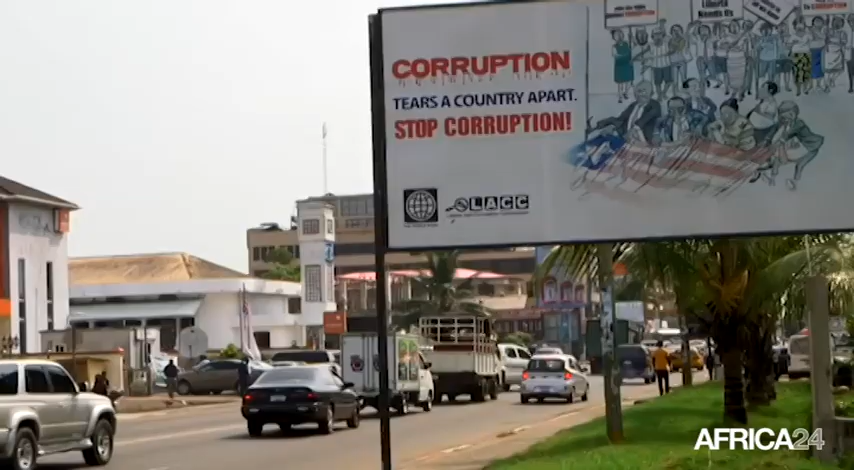 CORRUPTION
TEARS A COUNTRY APART.
STOP CORRUPTION!
LACC
AFRICA24